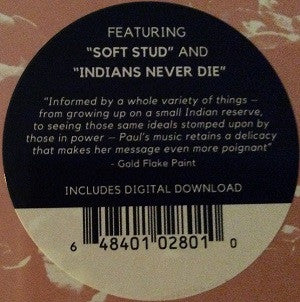 FEATURING
"SOFT STUD" AND
"INDIANS NEVER DIE"
"Informed by a whole variety of things –
from growing up on a small Indian reserve,
to seeing those same ideals stomped upon by
those in power – Paul's music retains a delicacy
that makes her message even more poignant"
- Gold Flake Paint
INCLUDES DIGITAL DOWNLOAD
6 48401 02801 0